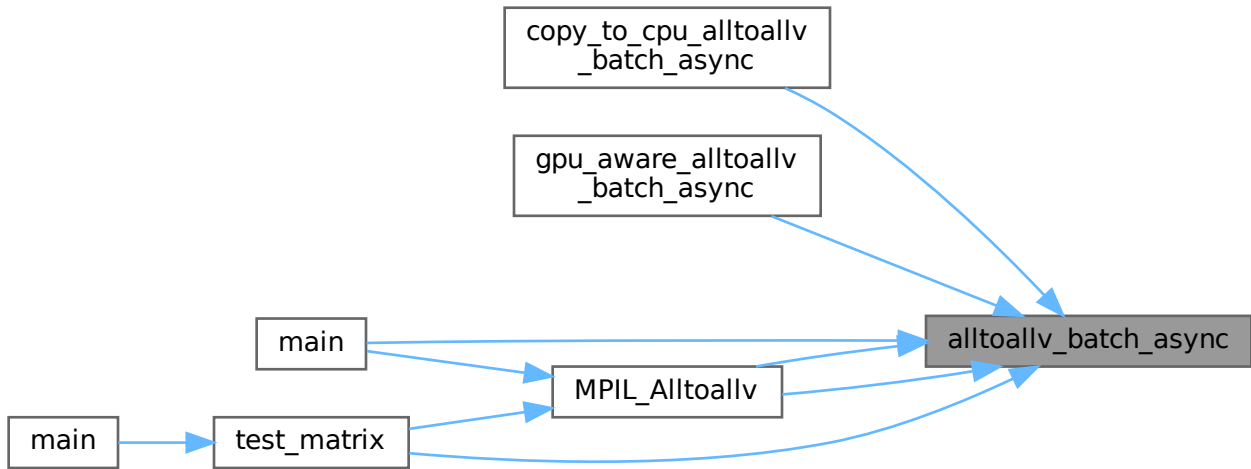 copy_to_cpu_alltoallv
_batch_async
gpu_aware_alltoallv
_batch_async
main
alltoallv_batch_async
MPIL_Alltoallv
main
test_matrix